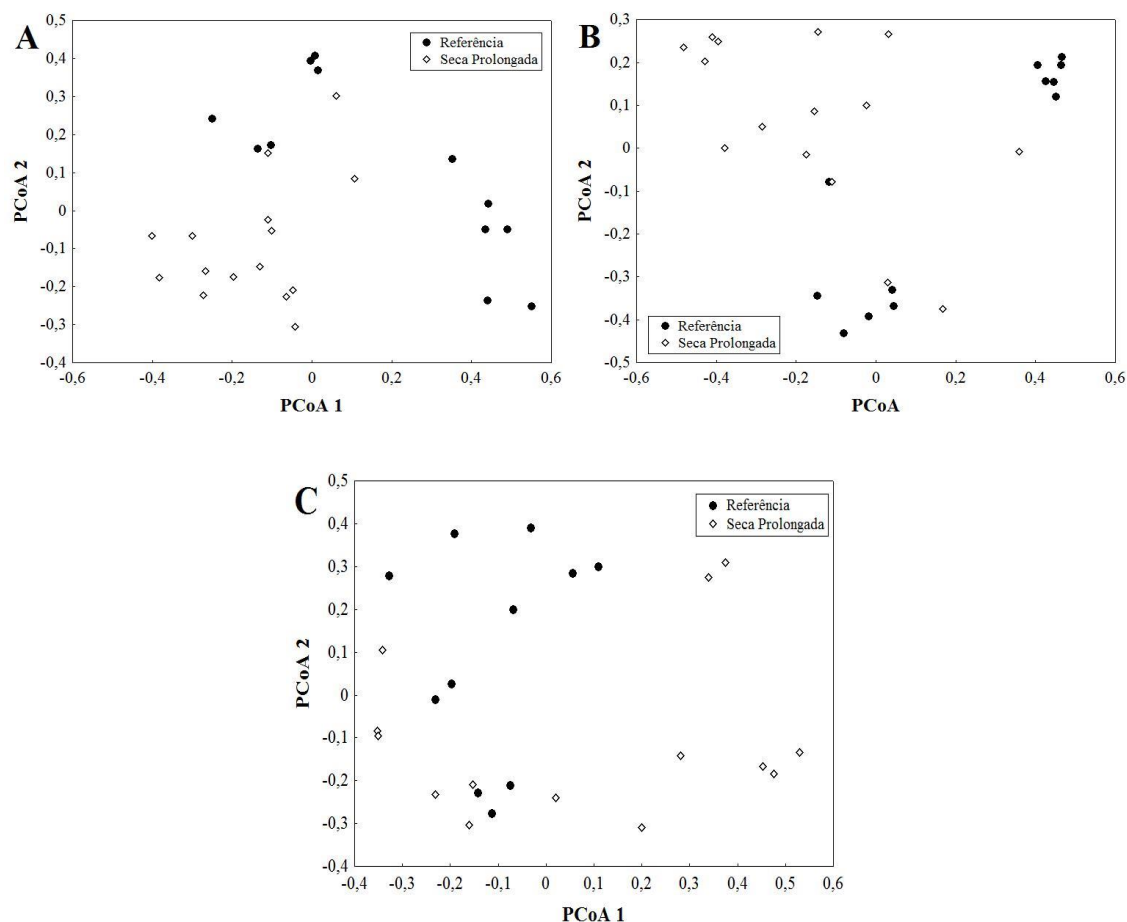 A
0,5
0,4
0,3
0,2
0,1
0
-0,1
-0,2
-0,3
-0,4
PCoA 2
Referência
Seca Prolongada
-0,6 -0,4 -0,2 0 0,2 0,4 0,6
PCoA 1
B
0,3
0,2
0,1
0
-0,1
-0,2
-0,3
-0,4
-0,5
PCoA 2
Referência
Seca Prolongada
-0,6 -0,4 -0,2 0 0,2 0,4 0,6
PCoA
C
0,5
0,4
0,3
0,2
0,1
0
-0,1
-0,2
-0,3
-0,4
PCoA 2
Referência
Seca Prolongada
-0,4 -0,3 -0,2 -0,1 0 0,1 0,2 0,3 0,4 0,5 0,6
PCoA 1